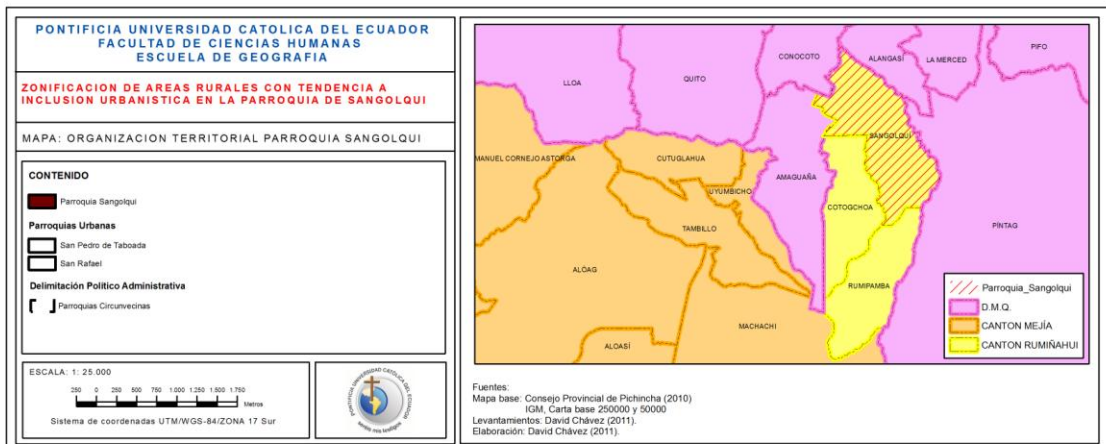 PONTIFICIA UNIVERSIDAD CATOLICA DEL ECUADOR
FACULTAD DE CIENCIAS HUMANAS
ESCUELA DE GEOGRAFIA
ZONIFICACION DE AREAS RURALES CON TENDENCIA A
INCLUSION URBANISTICA EN LA PARROQUIA DE SANGOLQUI
MAPA: ORGANIZACION TERRITORIAL PARROQUIA SANGOLQUI
CONTENIDO
Parroquia Sangolqui
Parroquias Urbanas
San Pedro de Taboada
San Rafael
Delimitación Político Administrativa
Parroquias Circunvecinas
ESCALA: 1: 25.000
250 0 250 500 750 1.000 1.250 1.500 1.750
Metros
Sistema de coordenadas UTM/WGS-84/ZONA 17 Sur
PONTIFICIA UNIVERSIDAD CATÓLICA DEL ECUADOR
PIFO
CONOCOTO
ALANGASÍ
LA MERCED
LLOA
QUITO
SANGOLQUI
MANUEL CORNEJO ASTORGA
CUTUGLAHUA
AMAGUAÑA
UYUMBICHO
COTOGCHOA
TAMBILLO
PÍNTAG
ALÓAG
RUMIPAMBA
MACHACHI
ALOASÍ
Parroquia_Sangolqui
D.M.Q.
CANTON MEJÍA
CANTON RUMIÑAHUI
Fuentes:
Mapa base: Consejo Provincial de Pichincha (2010)
IGM, Carta base 250000 y 50000
Levantamientos: David Chávez (2011).
Elaboración: David Chávez (2011).